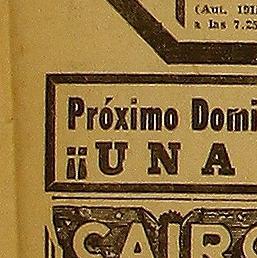 (Aut. 191
a las 7.25
Próximo Domi
¡¡UNA
CAIRO